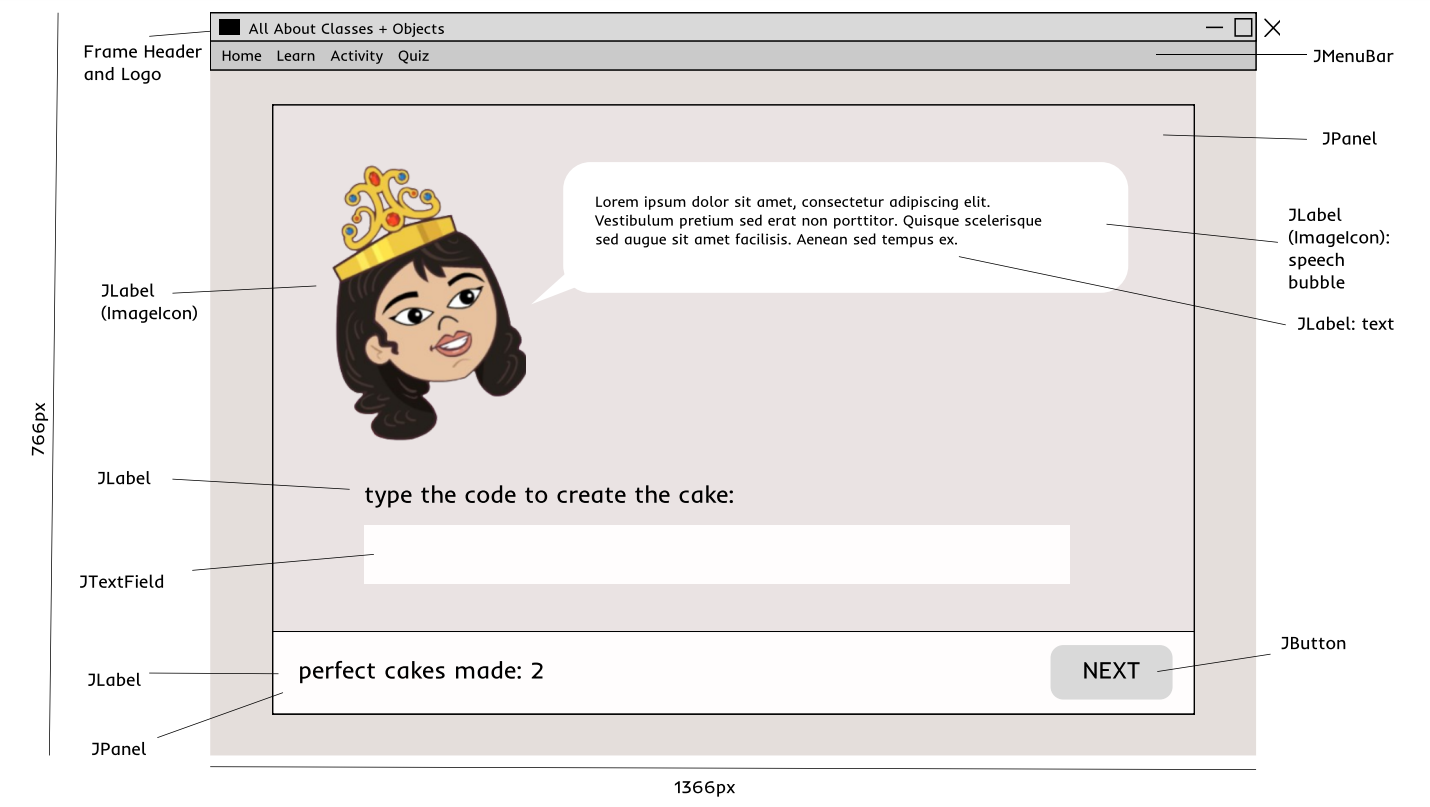 All About Classes + Objects
Frame Header
and Logo
Home Learn Activity Quiz
JMenuBar
JPanel
Lorem ipsum dolor sit amet, consectetur adipiscing elit.
Vestibulum pretium sed erat non porttitor. Quisque scelerisque
sed augue sit amet facilisis. Aenean sed tempus ex.
JLabel
(ImageIcon):
speech
bubble
JLabel
(ImageIcon)
JLabel: text
766px
JLabel
type the code to create the cake:
JTextField
JButton
perfect cakes made: 2
NEXT
JLabel
JPanel
1366px